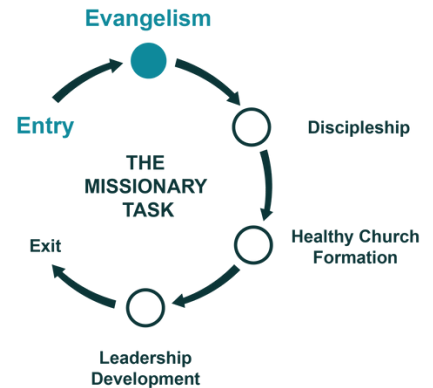 Evangelism
Entry
Discipleship
THE
MISSIONARY
TASK
Healthy Church
Formation
Exit
Leadership
Development